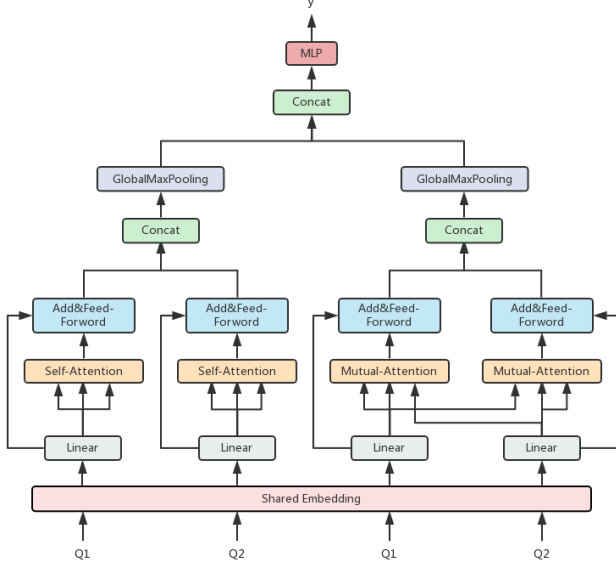 y
MLP
Concat
GlobalMaxPooling
GlobalMaxPooling
Concat
Concat
Add&Feed-
Forword
Add&Feed-
Forword
Add&Feed-
Forword
Add&Feed-
Forword
Self-Attention
Self-Attention
Mutual-Attention
Mutual-Attention
Linear
Linear
Linear
Linear
Shared Embedding
Q1
Q2
Q1
Q2